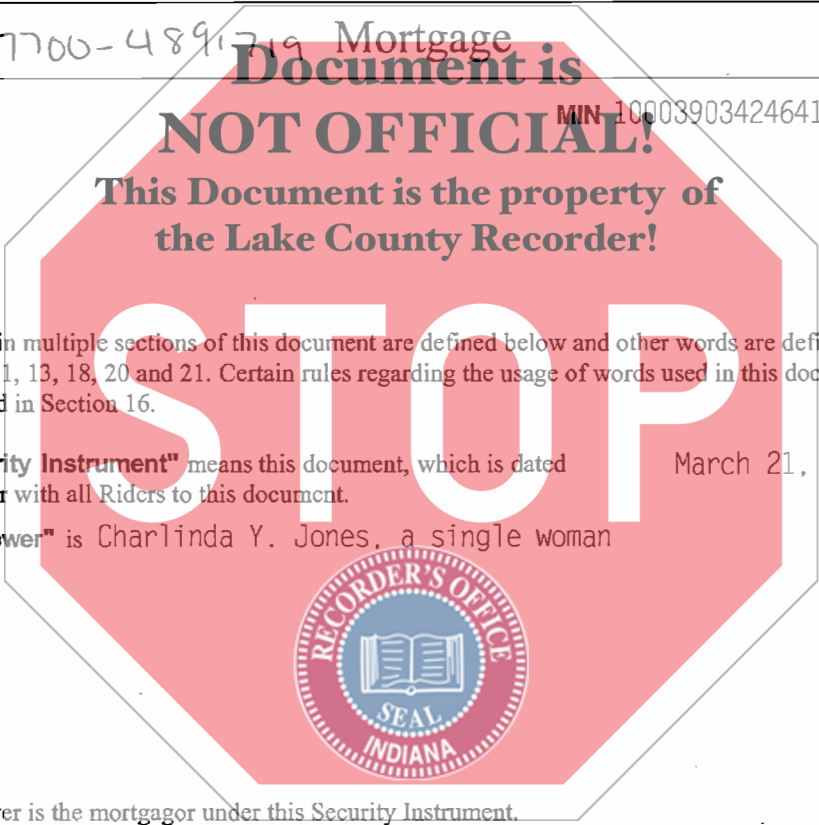 7700-4891719 Mortgage
Document is
NOT OFFICIAL!
MIN 10003903424641
This Document is the property of
the Lake County Recorder!
STOP
in multiple sections of this document are defined below and other words are defi
1, 13, 18, 20 and 21. Certain rules regarding the usage of words used in this doc
d in Section 16.
ity Instrument" means this document, which is dated March 21,
r with all Riders to this document.
wer" is Charlinda Y. Jones, a single woman
RECORDER'S OFFICE
SEAL
INDIANA
er is the mortgagor under this Security Instrument.